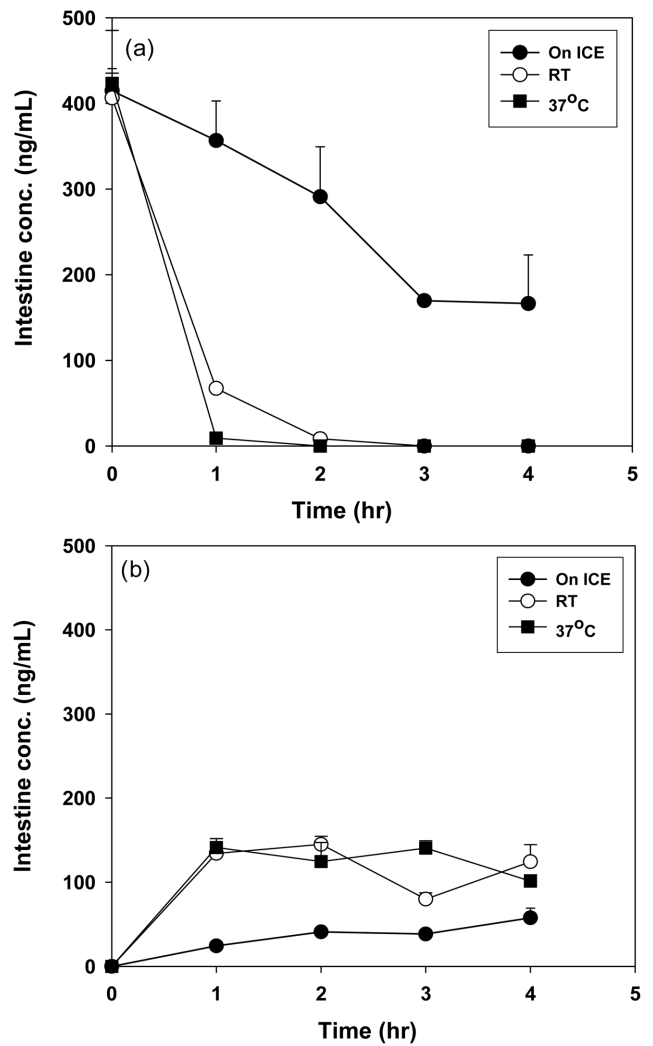 500
(a)
On ICE
RT
37°C
400
300
200
100
0
Intestine conc. (ng/mL)
0 1 2 3 4 5
Time (hr)
500
(b)
On ICE
RT
37°C
400
300
200
100
0
Intestine conc. (ng/mL)
0 1 2 3 4 5
Time (hr)